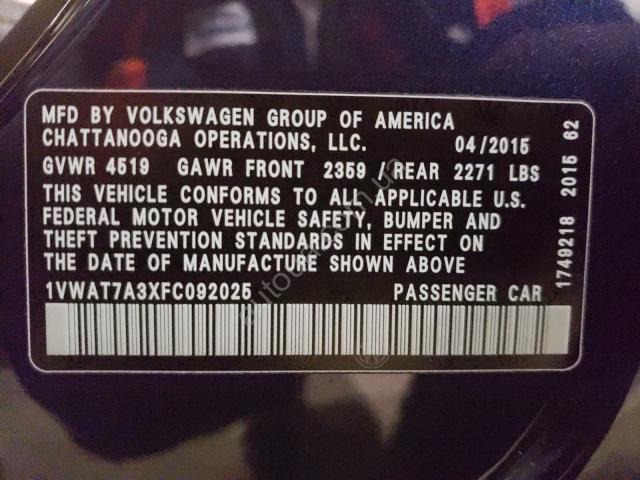 MFD BY VOLKSWAGEN GROUP OF AMERICA
CHATTANOOGA OPERATIONS, LLC. 04/2015
GVWR 4519 GAWR FRONT 2359 / REAR 2271 LBS
THIS VEHICLE CONFORMS TO ALL APPLICABLE U.S.
FEDERAL MOTOR VEHICLE SAFETY, BUMPER AND
THEFT PREVENTION STANDARDS IN EFFECT ON
THE DATE OF MANUFACTURE SHOWN ABOVE
1VWAT7A3XFC092025 PASSENGER CAR
1749218 2015 62